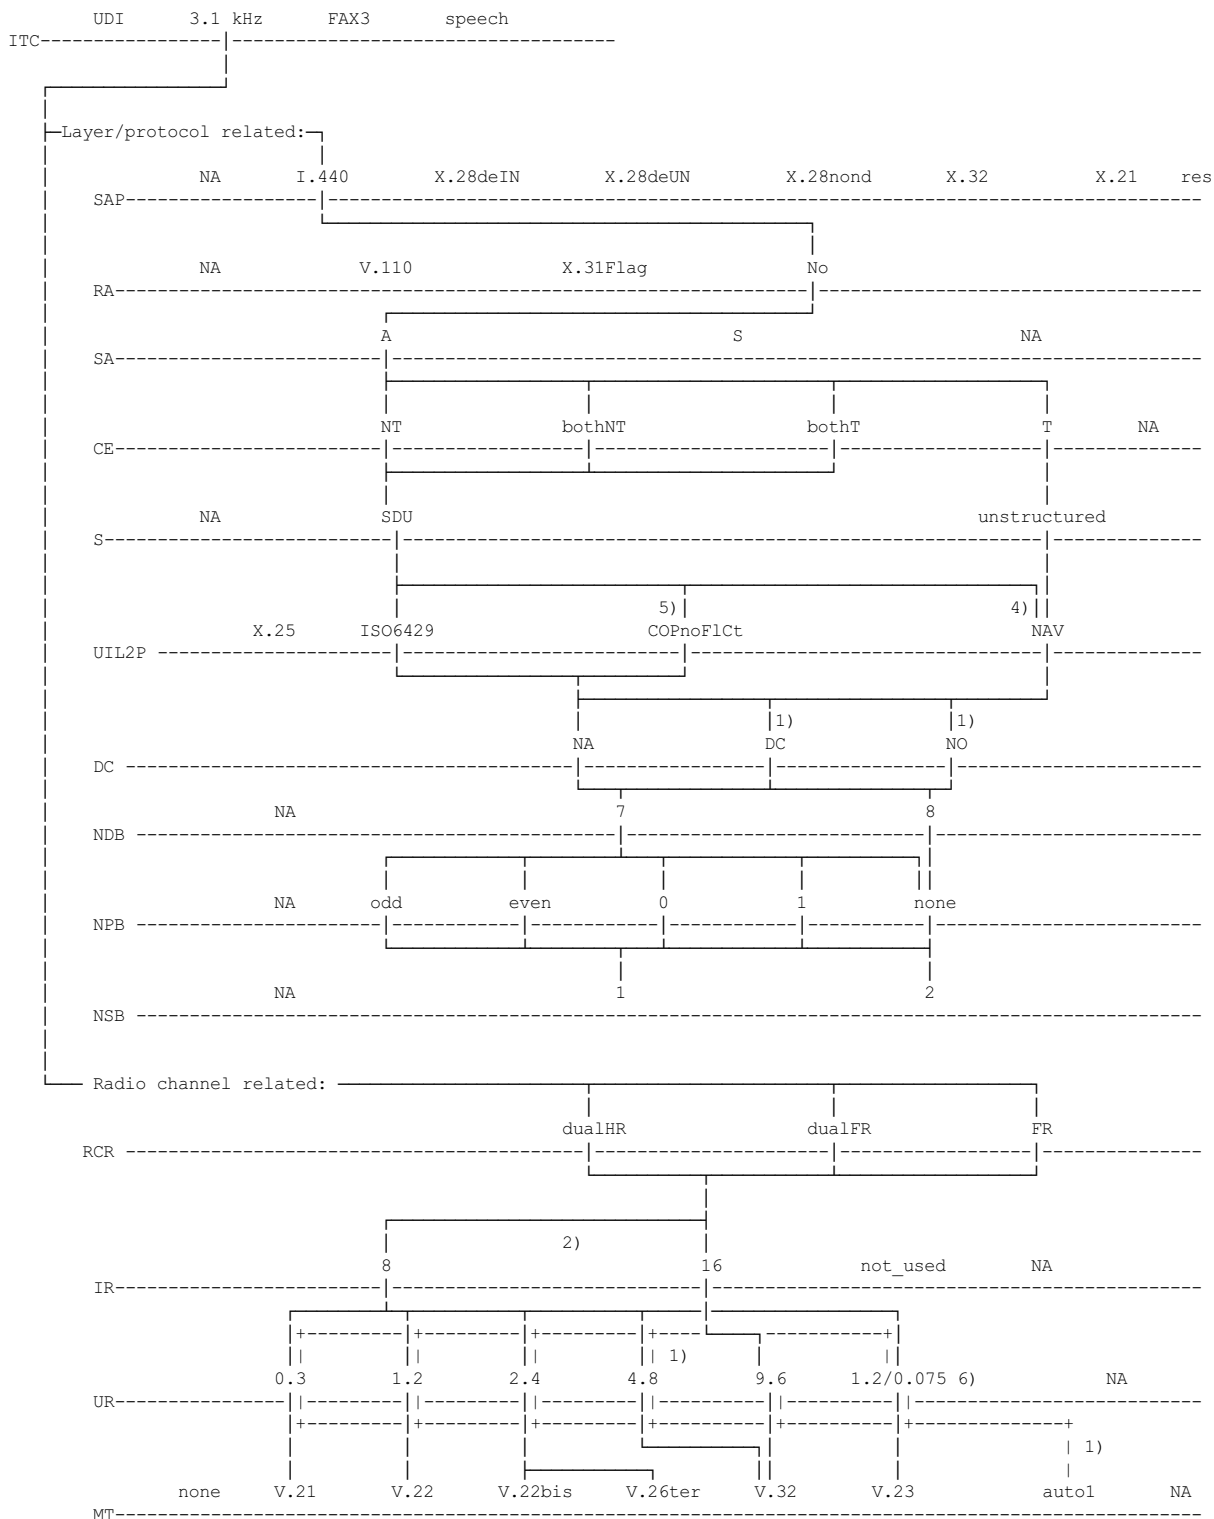 UDI 3.1 kHz FAX3 speech
ITC
Layer/protocol related:
NA I.440 X.28deIN X.28deUN X.28nond X.32 X.21 res
SAP
NA V.110 X.31Flag No
RA
A S NA
SA
NT bothNT bothT T NA
CE
NA SDU unstructured
S
5) 4)
X.25 ISO6429 COPnoFlCt NAV
UIL2P
1) 1)
NA DC NO
DC
NA 7 8
NDB
NA odd even 0 1 none
NPB
NA 1 2
NSB
Radio channel related:
dualHR dualFR FR
RCR
2)
8 16 not_used NA
IR
1)
0.3 1.2 2.4 4.8 9.6 1.2/0.075 6) NA
UR
1)
none V.21 V.22 V.22bis V.26ter V.32 V.23 auto1 NA
MT